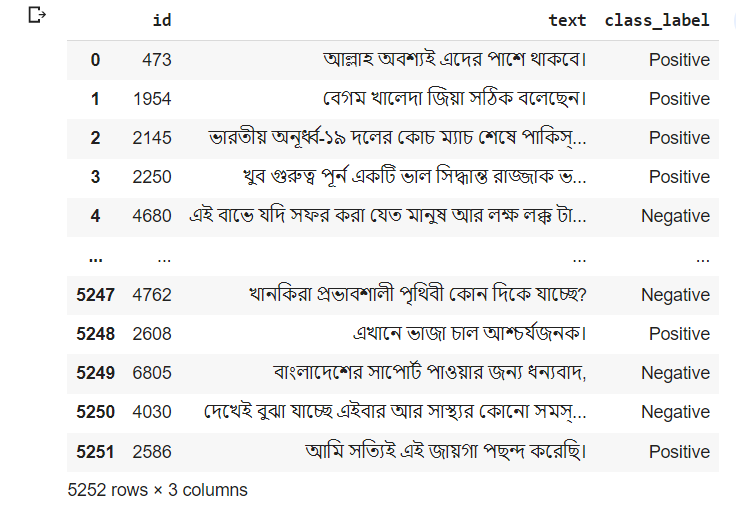 id text class_label
0 473 আল্লাহ অবশ্যই এদের পাশে থাকবে। Positive
1 1954 বেগম খালেদা জিয়া সঠিক বলেছেন। Positive
2 2145 ভারতীয় অনূর্ধ্ব-১৯ দলের কোচ ম্যাচ শেষে পাকিস্... Positive
3 2250 খুব গুরুত্ব পূর্ন একটি ভাল সিদ্ধান্ত রাজ্জাক ভ... Positive
4 4680 এই বাভে যদি সফর করা যেত মানুষ আর লক্ষ লক্ক টা... Negative
... ... ... ...
5247 4762 খানকিরা প্রভাবশালী পৃথিবী কোন দিকে যাচ্ছে? Negative
5248 2608 এখানে ভাজা চাল আশ্চর্যজনক। Positive
5249 6805 বাংলাদেশের সাপোর্ট পাওয়ার জন্য ধন্যবাদ, Negative
5250 4030 দেখেই বুঝা যাচ্ছে এইবার আর সাস্থ্যর কোনো সমস্... Negative
5251 2586 আমি সত্যিই এই জায়গা পছন্দ করেছি। Positive
5252 rows × 3 columns